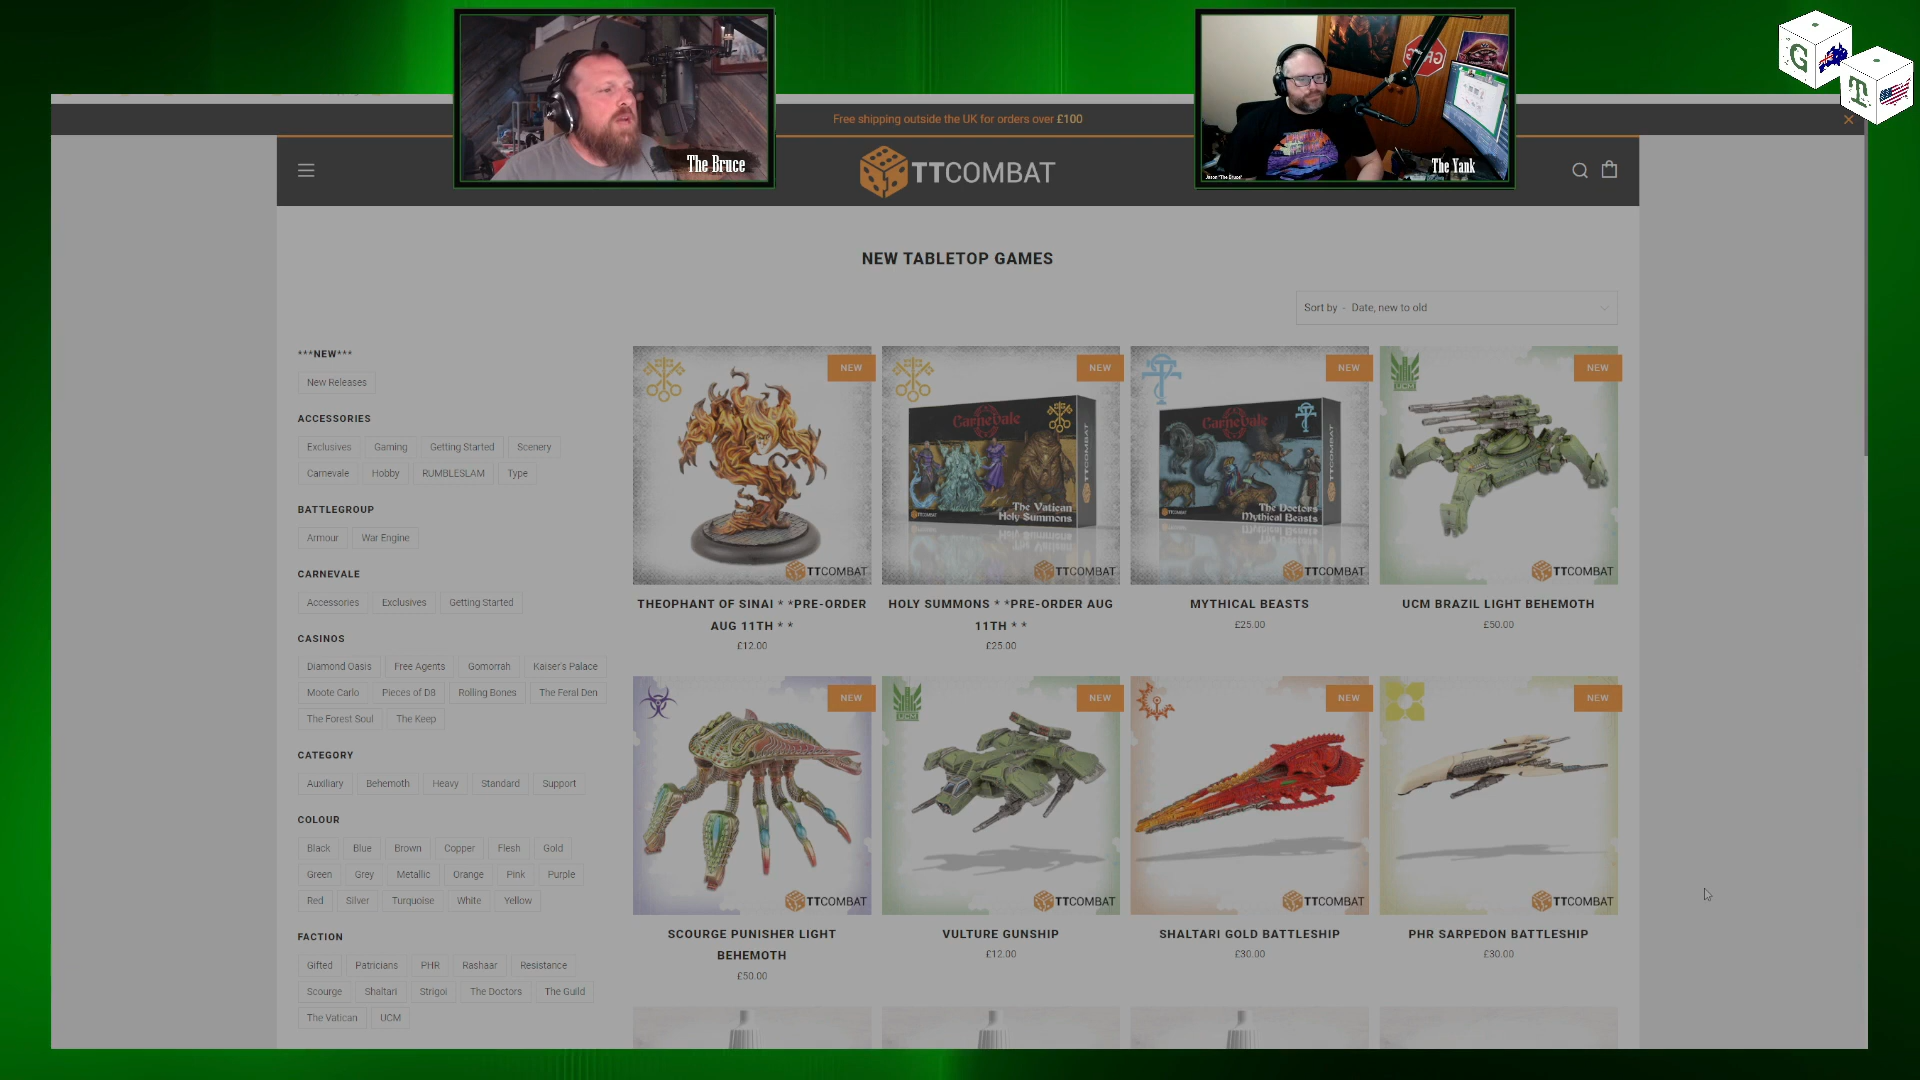 The Bruce
The Yank
Jason "The Bruce"
G
T
Free shipping outside the UK for orders over £100
TTCOMBAT
NEW TABLETOP GAMES
Sort by - Date, new to old
***NEW***
New Releases
ACCESSORIES
Exclusives Gaming Getting Started Scenery
Carnevale Hobby RUMBLESLAM Type
BATTLEGROUP
Armour War Engine
CARNEVALE
Accessories Exclusives Getting Started
CASINOS
Diamond Oasis Free Agents Gomorrah Kaiser's Palace
Moote Carlo Pieces of D8 Rolling Bones The Feral Den
The Forest Soul The Keep
CATEGORY
Auxiliary Behemoth Heavy Standard Support
COLOUR
Black Blue Brown Copper Flesh Gold
Green Grey Metallic Orange Pink Purple
Red Silver Turquoise White Yellow
FACTION
Gifted Patricians PHR Rashaar Resistance
Scourge Shaltari Strigoi The Doctors The Guild
The Vatican UCM
NEW
TTCOMBAT
THEOPHANT OF SINAI * *PRE-ORDER
AUG 11TH * *
£12.00
NEW
Carnevale
TTCOMBAT
The Vatican
Holy Summons
TTCOMBAT
TTCOMBAT
HOLY SUMMONS * *PRE-ORDER AUG
11TH * *
£25.00
NEW
Carnevale
TTCOMBAT
The Doctors
Mythical Beasts
TTCOMBAT
TTCOMBAT
MYTHICAL BEASTS
£25.00
NEW
UCM
TTCOMBAT
UCM BRAZIL LIGHT BEHEMOTH
£50.00
NEW
TTCOMBAT
SCOURGE PUNISHER LIGHT
BEHEMOTH
£50.00
NEW
UCM
TTCOMBAT
VULTURE GUNSHIP
£12.00
NEW
TTCOMBAT
SHALTARI GOLD BATTLESHIP
£30.00
NEW
TTCOMBAT
PHR SARPEDON BATTLESHIP
£30.00